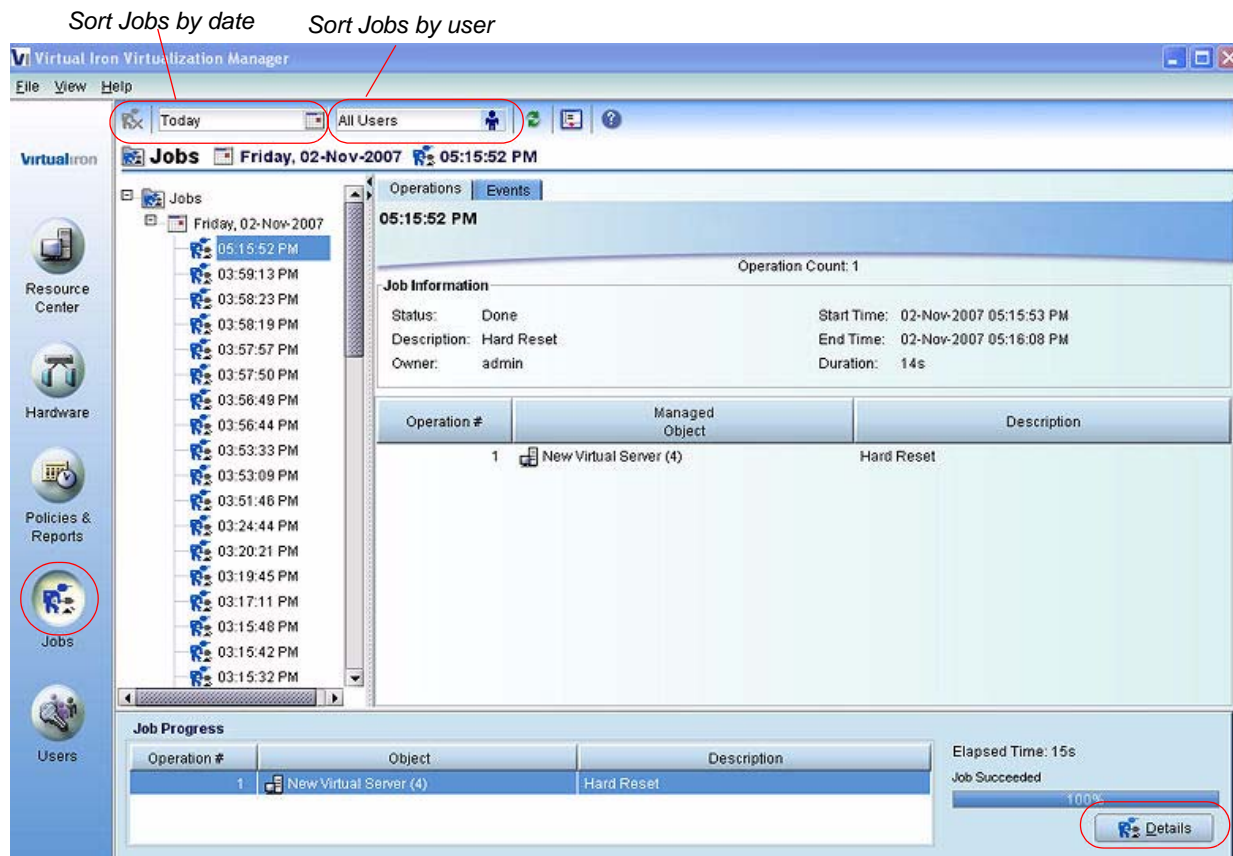 Sort Jobs by date
Sort Jobs by user
Virtual Iron Virtualization Manager
File View Help
Today
All Users
Virtualiron
Jobs Friday, 02-Nov-2007 05:15:52 PM
Resource Center
Hardware
Policies & Reports
Jobs
Users
Jobs
Friday, 02-Nov-2007
05:15:52 PM
03:59:13 PM
03:58:23 PM
03:58:19 PM
03:57:57 PM
03:57:50 PM
03:56:49 PM
03:56:44 PM
03:53:33 PM
03:53:09 PM
03:51:46 PM
03:24:44 PM
03:20:21 PM
03:19:45 PM
03:17:11 PM
03:15:48 PM
03:15:42 PM
03:15:32 PM
Operations Events
05:15:52 PM
Operation Count: 1
Job Information
Status: Done
Description: Hard Reset
Owner: admin
Start Time: 02-Nov-2007 05:15:53 PM
End Time: 02-Nov-2007 05:16:08 PM
Duration: 14s
Operation # Managed Object Description
1 New Virtual Server (4) Hard Reset
Job Progress
Operation # Object Description
1 New Virtual Server (4) Hard Reset
Elapsed Time: 15s
Job Succeeded
100%
Details